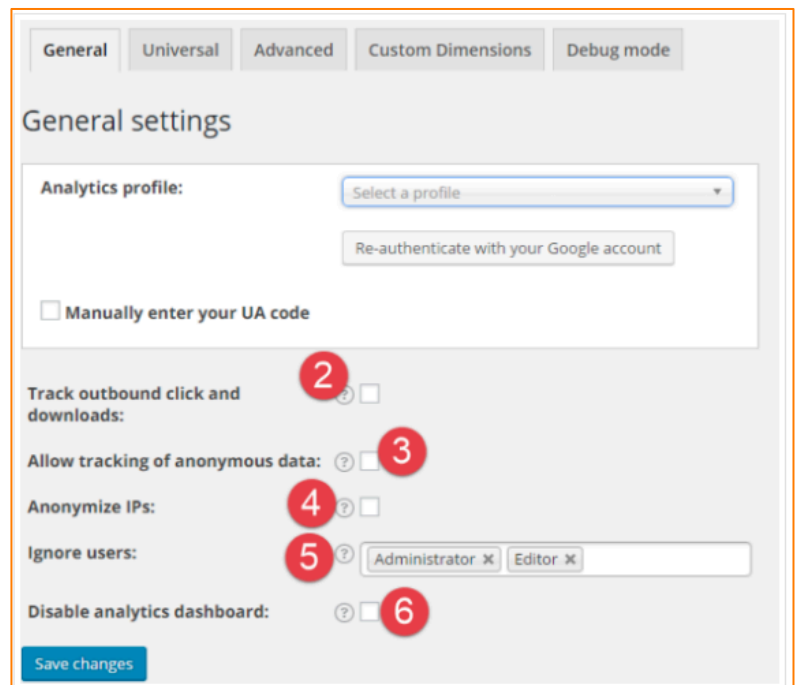 General Universal Advanced Custom Dimensions Debug mode
General settings
Analytics profile: Select a profile
Re-authenticate with your Google account
Manually enter your UA code
2
Track outbound click and ?
downloads:
Allow tracking of anonymous data: ? 3
Anonymize IPs: 4 ?
Ignore users: 5 ? Administrator × Editor ×
Disable analytics dashboard: ? 6
Save changes